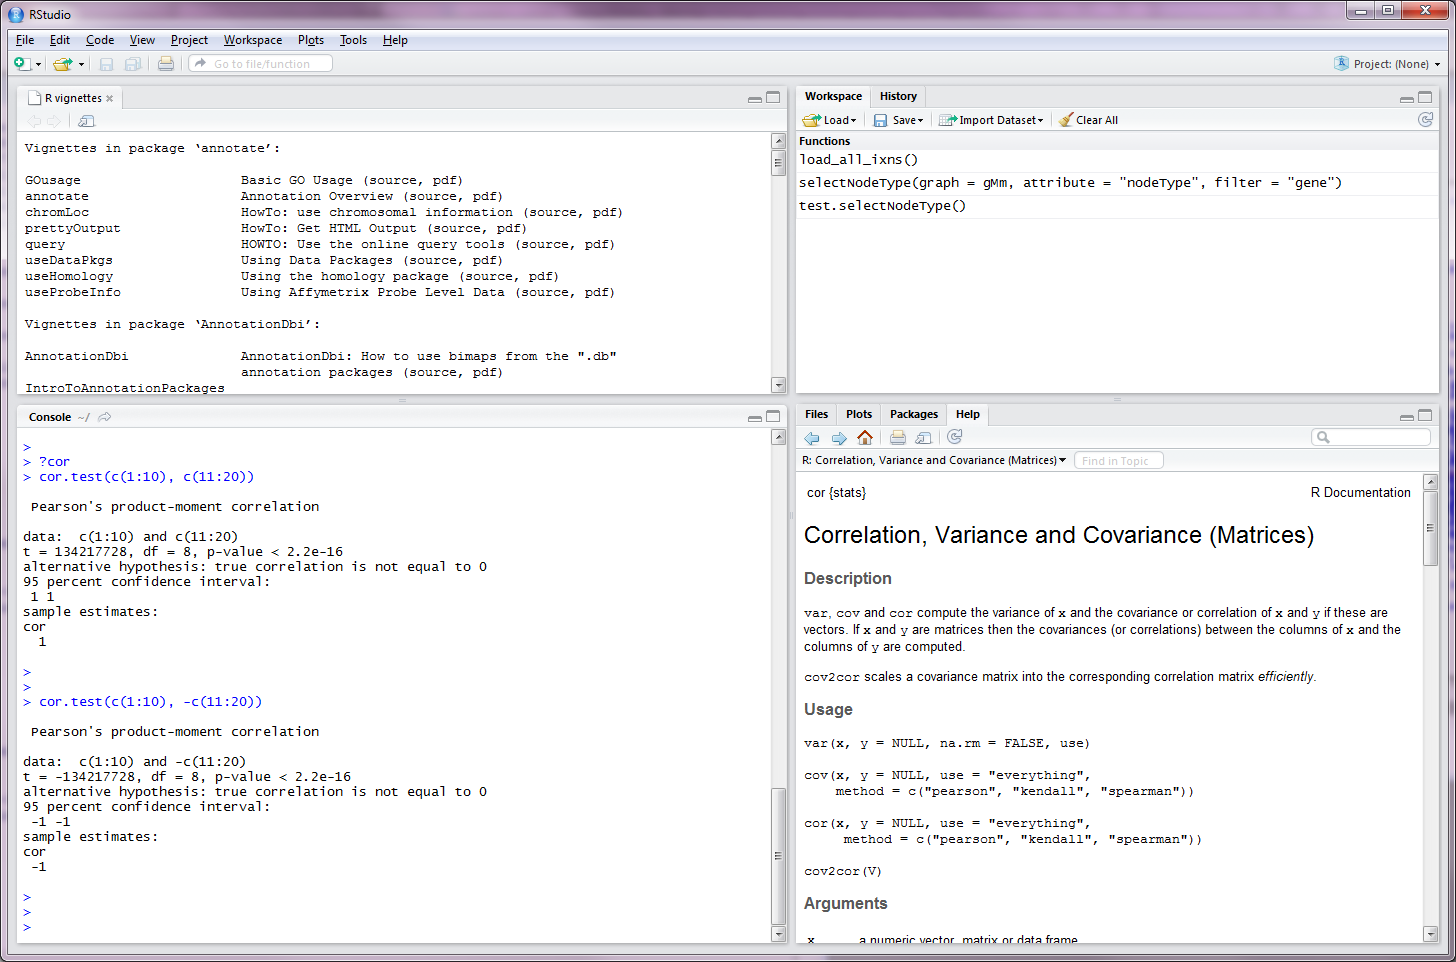 RStudio
File Edit Code View Project Workspace Plots Tools Help
Go to file/function Project: (None)
R vignettes
Vignettes in package ‘annotate’:
GOusage Basic GO Usage (source, pdf)
annotate Annotation Overview (source, pdf)
chromLoc HowTo: use chromosomal information (source, pdf)
prettyOutput HowTo: Get HTML Output (source, pdf)
query HOWTO: Use the online query tools (source, pdf)
useDataPkgs Using Data Packages (source, pdf)
useHomology Using the homology package (source, pdf)
useProbeInfo Using Affymetrix Probe Level Data (source, pdf)
Vignettes in package ‘AnnotationDbi’:
AnnotationDbi AnnotationDbi: How to use bimaps from the ".db"
annotation packages (source, pdf)
IntroToAnnotationPackages
Workspace History
Load Save Import Dataset Clear All
Functions
load_all_ixns()
selectNodeType(graph = gMm, attribute = "nodeType", filter = "gene")
test.selectNodeType()
Console ~/
>
> ?cor
> cor.test(c(1:10), c(11:20))
Pearson's product-moment correlation
data:  c(1:10) and c(11:20)
t = 134217728, df = 8, p-value < 2.2e-16
alternative hypothesis: true correlation is not equal to 0
95 percent confidence interval:
1 1
sample estimates:
cor
1
>
>
> cor.test(c(1:10), -c(11:20))
Pearson's product-moment correlation
data:  c(1:10) and -c(11:20)
t = -134217728, df = 8, p-value < 2.2e-16
alternative hypothesis: true correlation is not equal to 0
95 percent confidence interval:
-1 -1
sample estimates:
cor
-1
>
>
>
Files Plots Packages Help
R: Correlation, Variance and Covariance (Matrices) Find in Topic
cor {stats} R Documentation
Correlation, Variance and Covariance (Matrices)
Description
var, cov and cor compute the variance of x and the covariance or correlation of x and y if these are
vectors. If x and y are matrices then the covariances (or correlations) between the columns of x and the
columns of y are computed.
cov2cor scales a covariance matrix into the corresponding correlation matrix efficiently.
Usage
var(x, y = NULL, na.rm = FALSE, use)
cov(x, y = NULL, use = "everything",
method = c("pearson", "kendall", "spearman"))
cor(x, y = NULL, use = "everything",
method = c("pearson", "kendall", "spearman"))
cov2cor(V)
Arguments
x a numeric vector, matrix or data frame